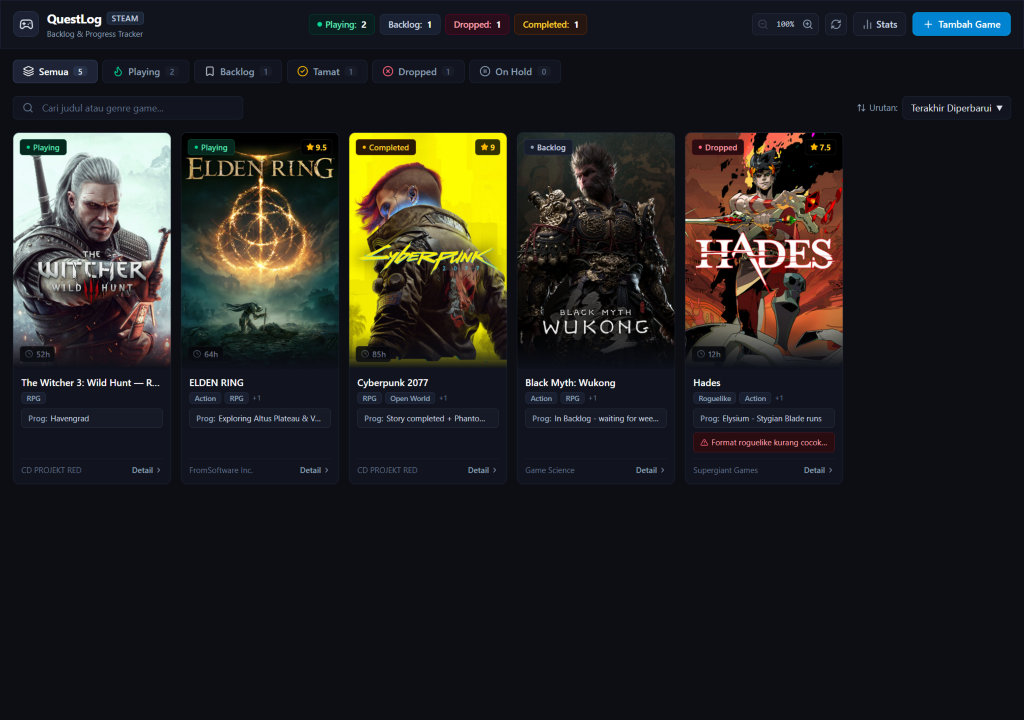 QuestLog STEAM
Backlog & Progress Tracker
Playing: 2
Backlog: 1
Dropped: 1
Completed: 1
100%
Stats
+ Tambah Game
Semua 5
Playing 2
Backlog 1
Tamat 1
Dropped 1
On Hold 0
Cari judul atau genre game...
Urutan:
Terakhir Diperbarui
Playing
THE
WITCHER
WILD HUNT
52h
The Witcher 3: Wild Hunt — R...
RPG
Prog: Havengrad
CD PROJEKT RED
Detail
Playing
9.5
ELDEN RING
64h
ELDEN RING
Action
RPG
+1
Prog: Exploring Altus Plateau & V...
FromSoftware Inc.
Detail
Completed
9
Cyberpunk
85h
Cyberpunk 2077
RPG
Open World
+1
Prog: Story completed + Phanto...
CD PROJEKT RED
Detail
Backlog
BLACK MYTH
WUKONG
Black Myth: Wukong
Action
RPG
+1
Prog: In Backlog - waiting for wee...
Game Science
Detail
Dropped
7.5
HADES
12h
Hades
Roguelike
Action
+1
Prog: Elysium - Stygian Blade runs
Format roguelike kurang cocok...
Supergiant Games
Detail